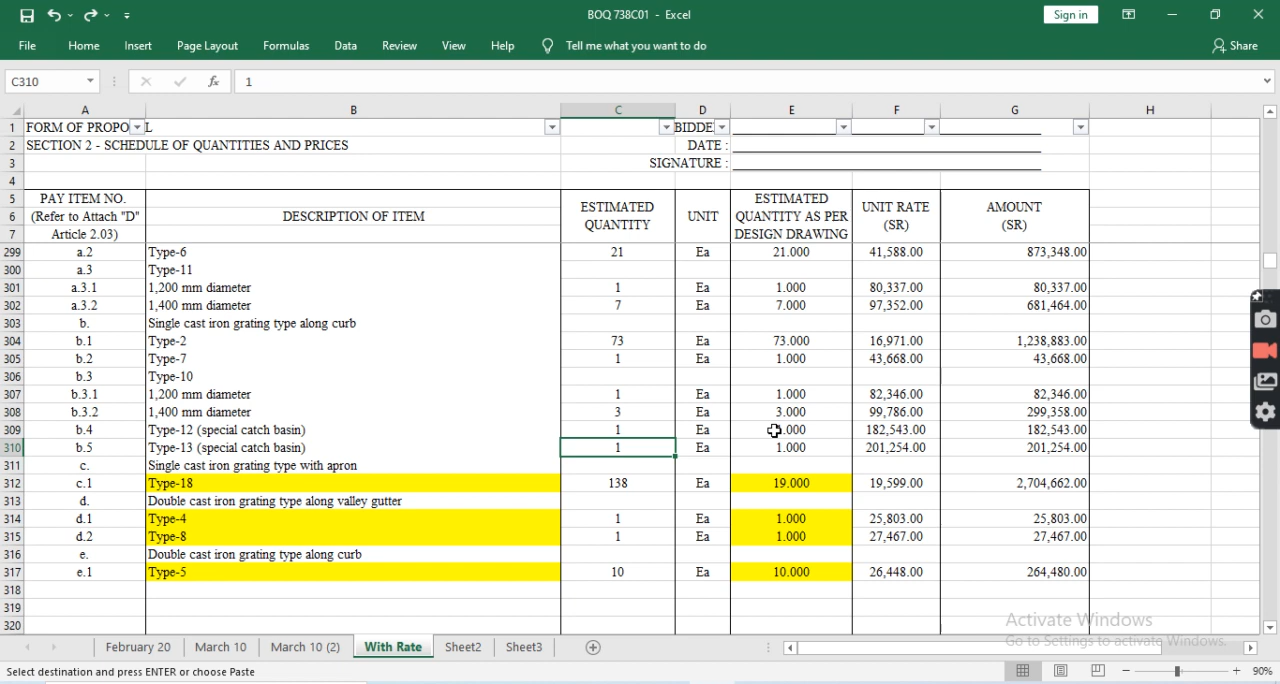 BOQ 738C01 - Excel
Sign in
File Home Insert Page Layout Formulas Data Review View Help Tell me what you want to do Share
C310 fx 1
A B C D E F G H
1 FORM OF PROPO L BIDDE
2 SECTION 2 - SCHEDULE OF QUANTITIES AND PRICES DATE :
3 SIGNATURE :
4
5 PAY ITEM NO. ESTIMATED
6 (Refer to Attach "D" DESCRIPTION OF ITEM ESTIMATED QUANTITY UNIT QUANTITY AS PER UNIT RATE (SR) AMOUNT (SR)
7 Article 2.03) DESIGN DRAWING
299 a.2 Type-6 21 Ea 21.000 41,588.00 873,348.00
300 a.3 Type-11
301 a.3.1 1,200 mm diameter 1 Ea 1.000 80,337.00 80,337.00
302 a.3.2 1,400 mm diameter 7 Ea 7.000 97,352.00 681,464.00
303 b. Single cast iron grating type along curb
304 b.1 Type-2 73 Ea 73.000 16,971.00 1,238,883.00
305 b.2 Type-7 1 Ea 1.000 43,668.00 43,668.00
306 b.3 Type-10
307 b.3.1 1,200 mm diameter 1 Ea 1.000 82,346.00 82,346.00
308 b.3.2 1,400 mm diameter 3 Ea 3.000 99,786.00 299,358.00
309 b.4 Type-12 (special catch basin) 1 Ea .000 182,543.00 182,543.00
310 b.5 Type-13 (special catch basin) 1 Ea 1.000 201,254.00 201,254.00
311 c. Single cast iron grating type with apron
312 c.1 Type-18 138 Ea 19.000 19,599.00 2,704,662.00
313 d. Double cast iron grating type along valley gutter
314 d.1 Type-4 1 Ea 1.000 25,803.00 25,803.00
315 d.2 Type-8 1 Ea 1.000 27,467.00 27,467.00
316 e. Double cast iron grating type along curb
317 e.1 Type-5 10 Ea 10.000 26,448.00 264,480.00
318
319
320
Activate Windows
Go to Settings to activate Windows.
February 20 March 10 March 10 (2) With Rate Sheet2 Sheet3
Select destination and press ENTER or choose Paste 90%